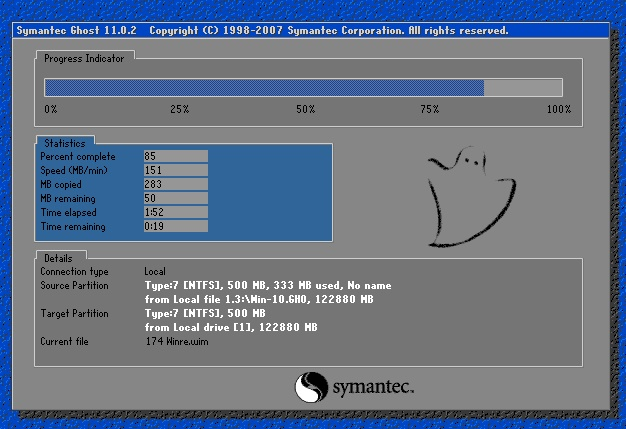 Symantec Ghost 11.0.2   Copyright (C) 1998-2007 Symantec Corporation. All rights reserved.
Progress Indicator
0% 25% 50% 75% 100%
Statistics
Percent complete 85
Speed (MB/min) 151
MB copied 283
MB remaining 50
Time elapsed 1:52
Time remaining 0:19
Details
Connection type Local
Source Partition Type:7 [NTFS], 500 MB, 333 MB used, No name
from Local file 1.3:\Win-10.GHO, 122880 MB
Target Partition Type:7 [NTFS], 500 MB
from Local drive [1], 122880 MB
Current file 174 Winre.wim
symantec™